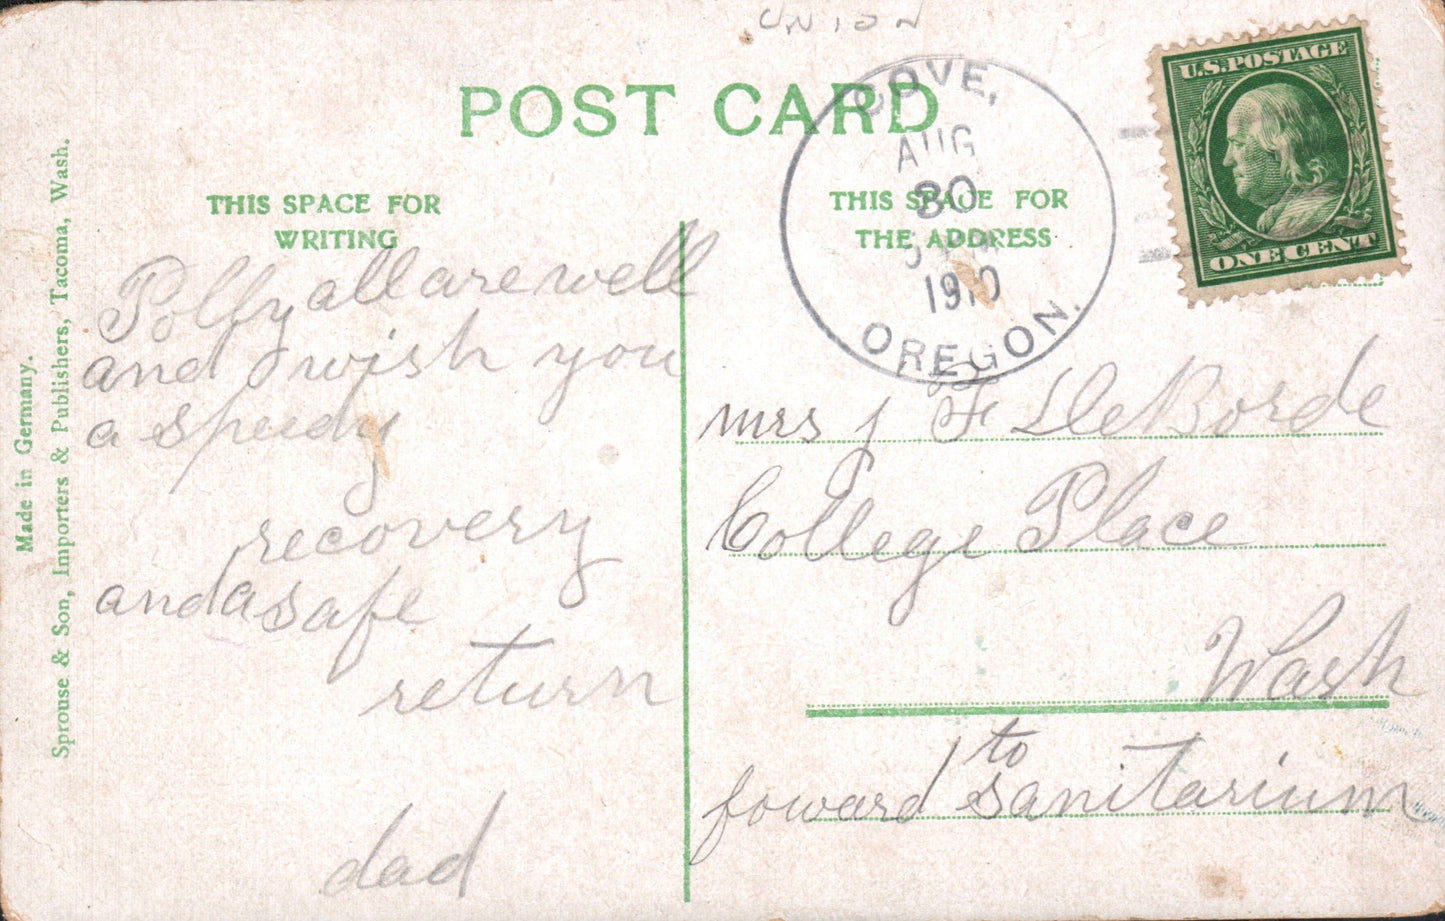 UNION
POST CARD
THIS SPACE FOR
WRITING
THIS SPACE FOR
THE ADDRESS
COVE,
AUG
30
1910
OREGON.
U.S. POSTAGE
ONE CENT
Polly all are well
and wish you
a speedy
recovery
and a safe
return
dad
mrs J F DeBorde
College Place
Wash
foward to Sanitarium
Made in Germany.
Sprouse & Son, Importers & Publishers, Tacoma, Wash.